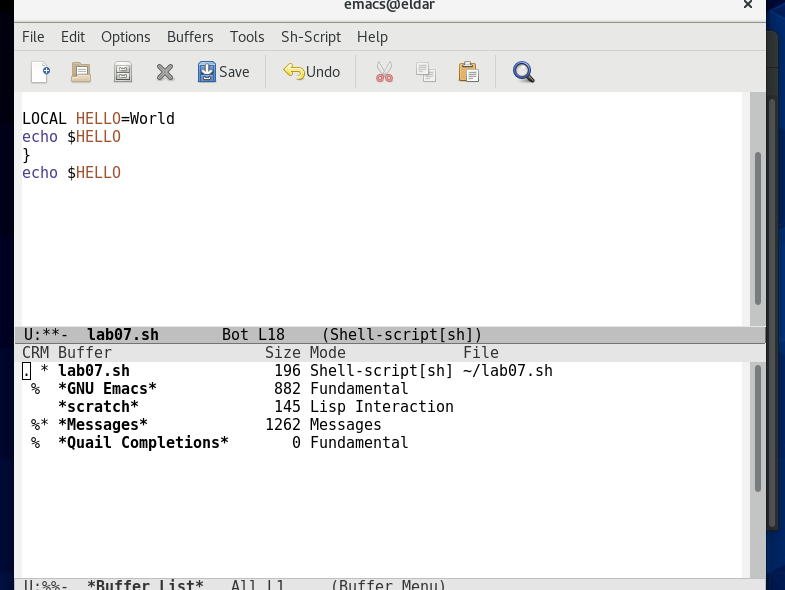 emacs@eldar ×
File Edit Options Buffers Tools Sh-Script Help
Save Undo
LOCAL HELLO=World
echo $HELLO
}
echo $HELLO
U:**- lab07.sh Bot L18 (Shell-script[sh])
CRM Buffer Size Mode File
. * lab07.sh 196 Shell-script[sh] ~/lab07.sh
% *GNU Emacs* 882 Fundamental
*scratch* 145 Lisp Interaction
%* *Messages* 1262 Messages
% *Quail Completions* 0 Fundamental
U:%%- *Buffer List* All L1 (Buffer Menu)